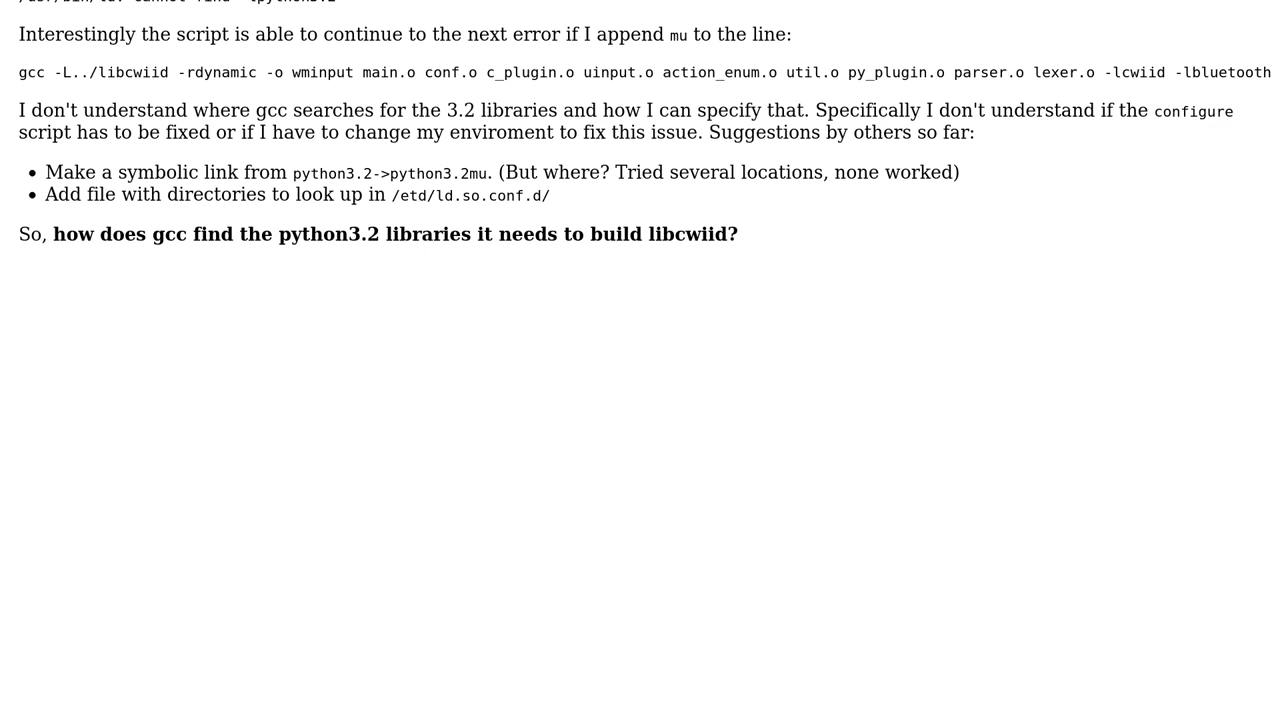 Interestingly the script is able to continue to the next error if I append mu to the line:
gcc -L../libcwiid -rdynamic -o wminput main.o conf.o c_plugin.o uinput.o action_enum.o util.o py_plugin.o parser.o lexer.o -lcwiid -lbluetooth
I don't understand where gcc searches for the 3.2 libraries and how I can specify that. Specifically I don't understand if the configure
script has to be fixed or if I have to change my enviroment to fix this issue. Suggestions by others so far:
• Make a symbolic link from python3.2->python3.2mu. (But where? Tried several locations, none worked)
• Add file with directories to look up in /etc/ld.so.conf.d/
So, how does gcc find the python3.2 libraries it needs to build libcwiid?